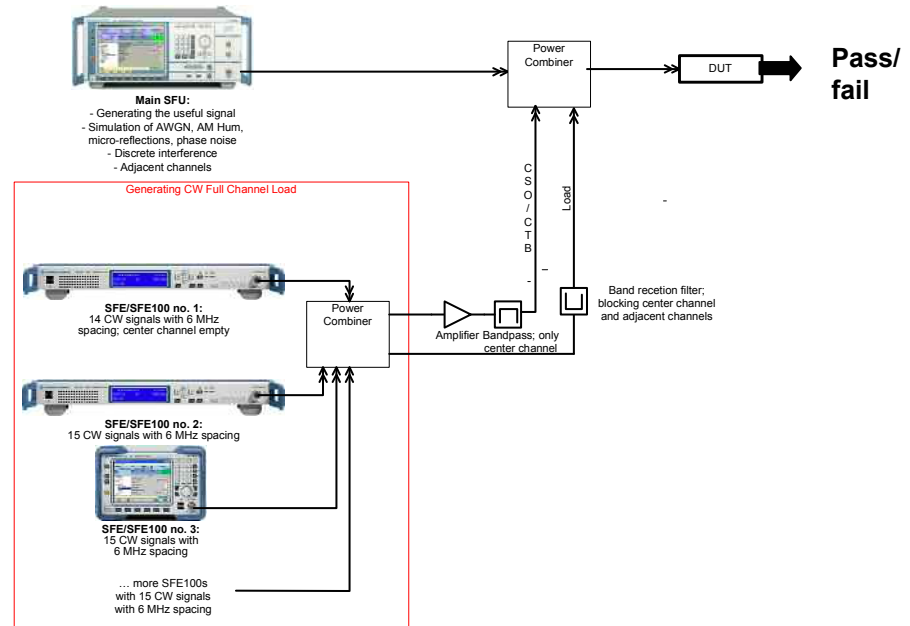 Main SFU:
- Generating the useful signal
- Simulation of AWGN, AM Hum,
micro-reflections, phase noise
- Discrete interference
- Adjacent channels
Power
Combiner
DUT
Pass/
fail
Generating CW Full Channel Load
SFE/SFE100 no. 1:
14 CW signals with 6 MHz
spacing; center channel empty
Power
Combiner
CSO/CTB
Load
Amplifier Bandpass; only
center channel
Band recetion filter;
blocking center channel
and adjacent channels
SFE/SFE100 no. 2:
15 CW signals with 6 MHz spacing
SFE/SFE100 no. 3:
15 CW signals with
6 MHz spacing
... more SFE100s
with 15 CW signals
with 6 MHz spacing